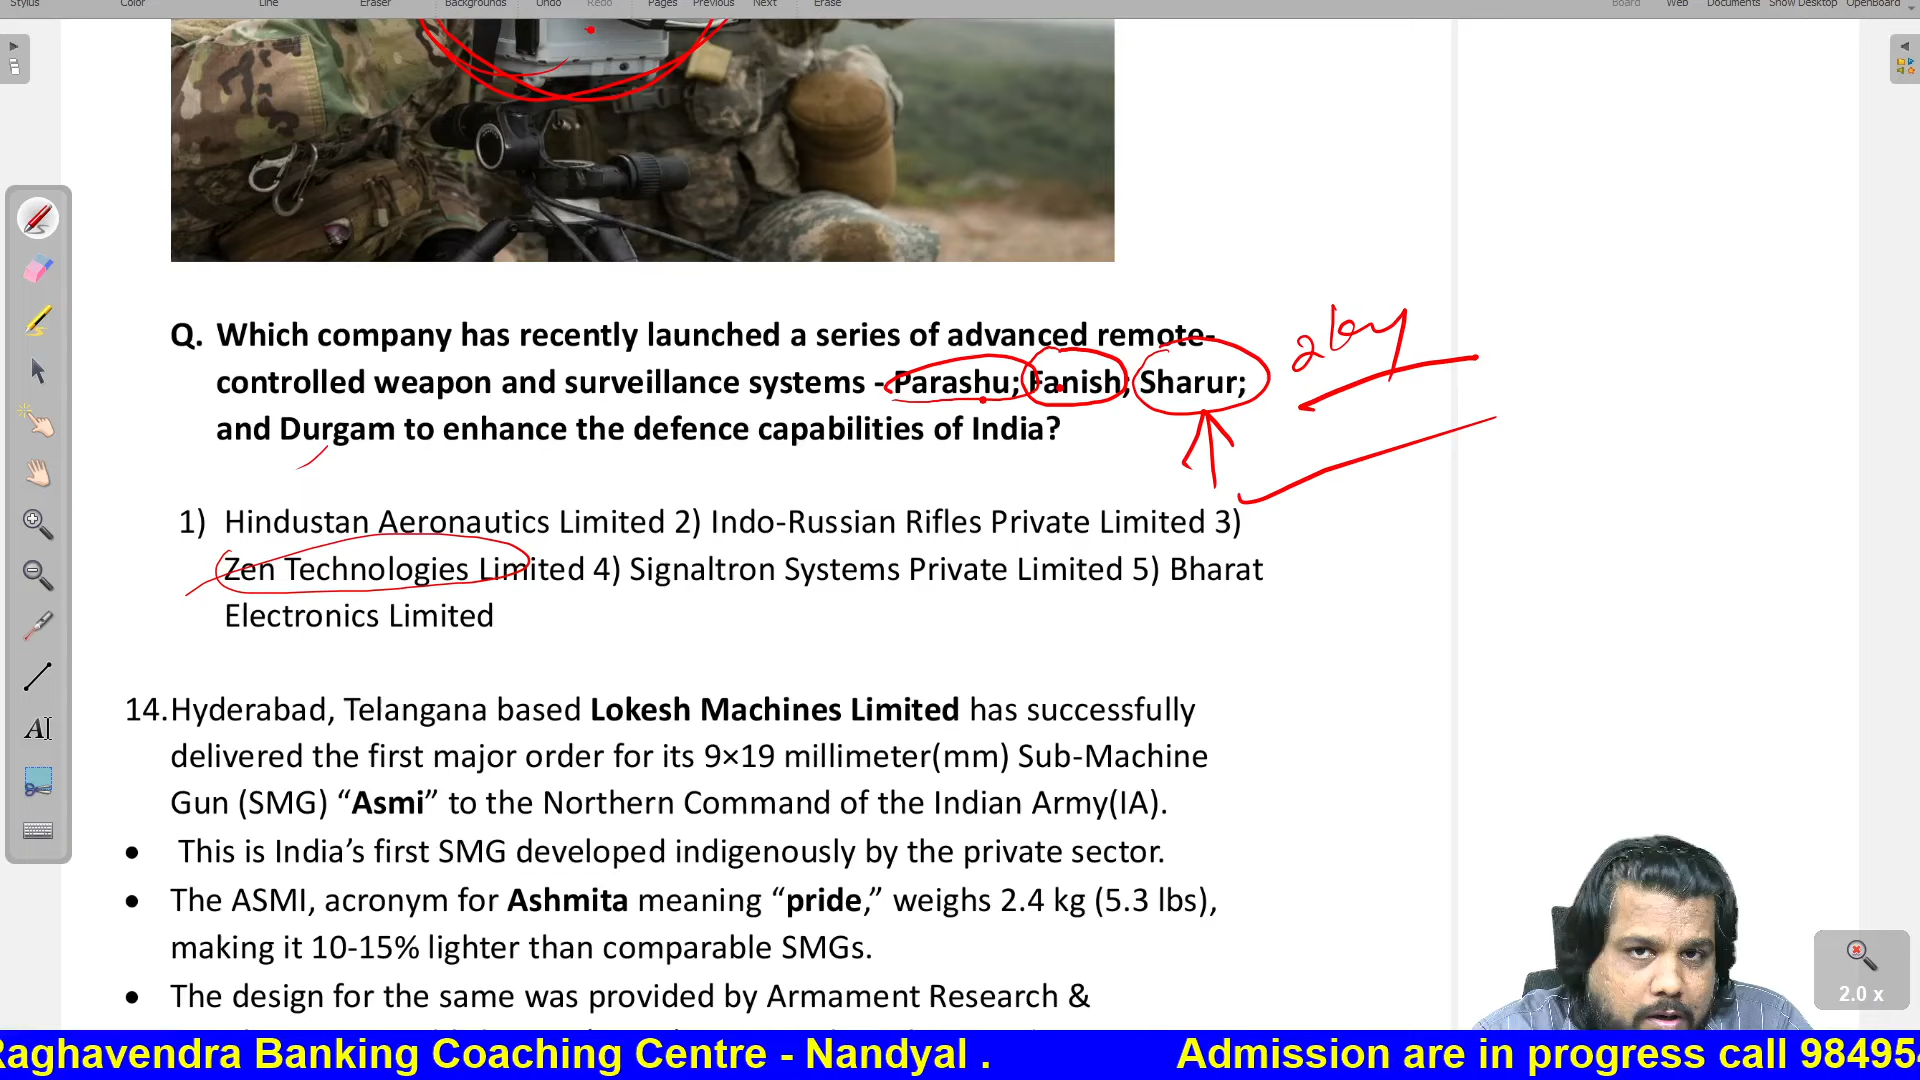 Stylus Color Line Eraser Backgrounds Undo Redo Pages Previous Next Erase Board Web Documents Show Desktop OpenBoard
Q. Which company has recently launched a series of advanced remote-
controlled weapon and surveillance systems - Parashu; Fanish; Sharur;
and Durgam to enhance the defence capabilities of India?
1) Hindustan Aeronautics Limited 2) Indo-Russian Rifles Private Limited 3)
Zen Technologies Limited 4) Signaltron Systems Private Limited 5) Bharat
Electronics Limited
14.Hyderabad, Telangana based Lokesh Machines Limited has successfully
delivered the first major order for its 9×19 millimeter(mm) Sub-Machine
Gun (SMG) “Asmi” to the Northern Command of the Indian Army(IA).
• This is India’s first SMG developed indigenously by the private sector.
• The ASMI, acronym for Ashmita meaning “pride,” weighs 2.4 kg (5.3 lbs),
making it 10-15% lighter than comparable SMGs.
• The design for the same was provided by Armament Research &
2.0 x
Raghavendra Banking Coaching Centre - Nandyal . Admission are in progress call 98495